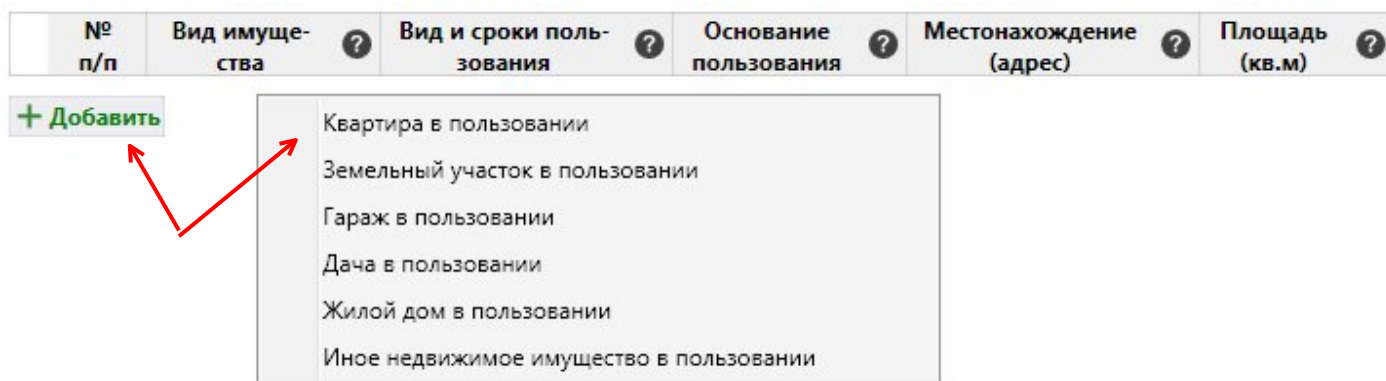 № Вид имуще- Вид и сроки поль- Основание Местонахождение Площадь
п/п ства ? зования ? пользования ? (адрес) ? (кв.м) ?
+ Добавить
Квартира в пользовании
Земельный участок в пользовании
Гараж в пользовании
Дача в пользовании
Жилой дом в пользовании
Иное недвижимое имущество в пользовании